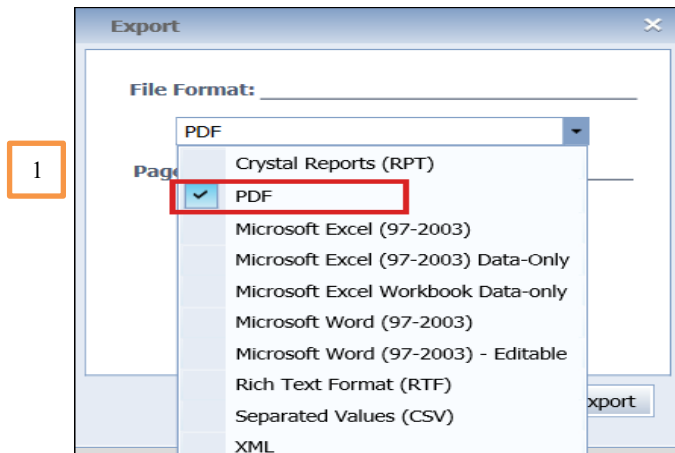 Export
File Format:
PDF
1
Page
Crystal Reports (RPT)
PDF
Microsoft Excel (97-2003)
Microsoft Excel (97-2003) Data-Only
Microsoft Excel Workbook Data-only
Microsoft Word (97-2003)
Microsoft Word (97-2003) - Editable
Rich Text Format (RTF)
Separated Values (CSV)
XML
xport